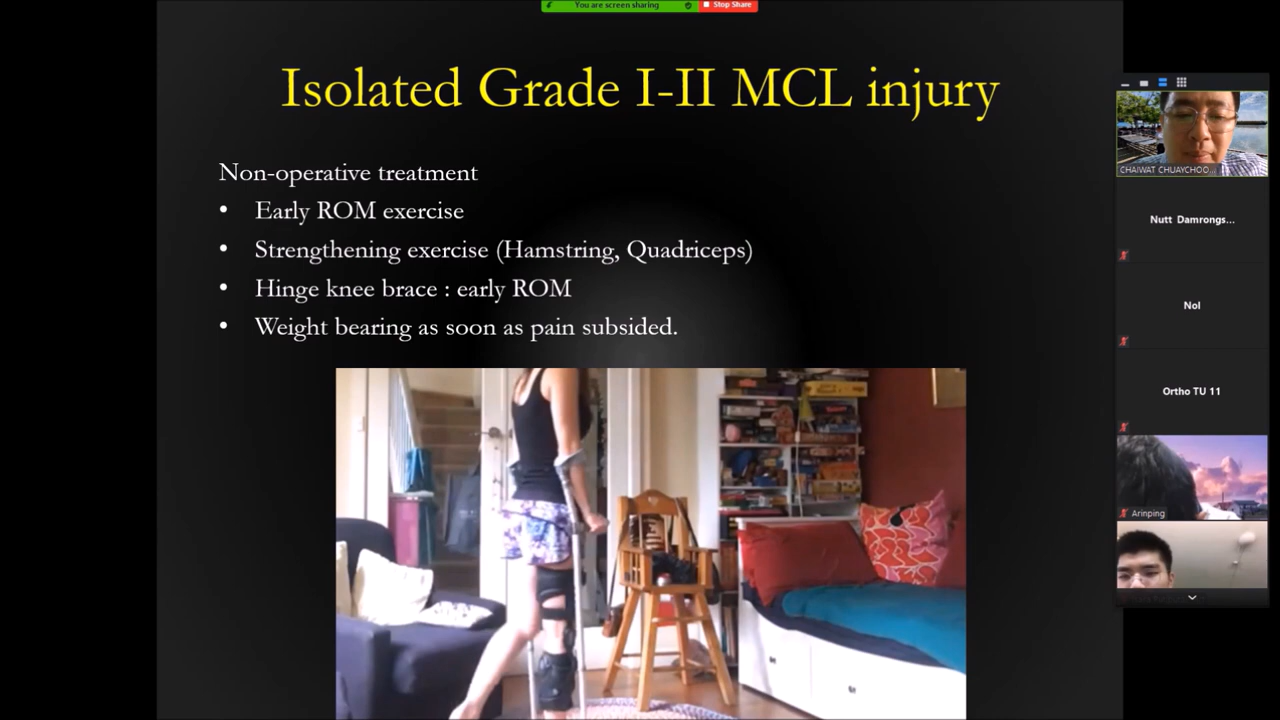 You are screen sharing
Stop Share
Isolated Grade I-II MCL injury
Non-operative treatment
• Early ROM exercise
• Strengthening exercise (Hamstring, Quadriceps)
• Hinge knee brace : early ROM
• Weight bearing as soon as pain subsided.
CHAIWAT CHUAYCHOO...
Nutt Damrongs...
Nol
Ortho TU 11
Arinping